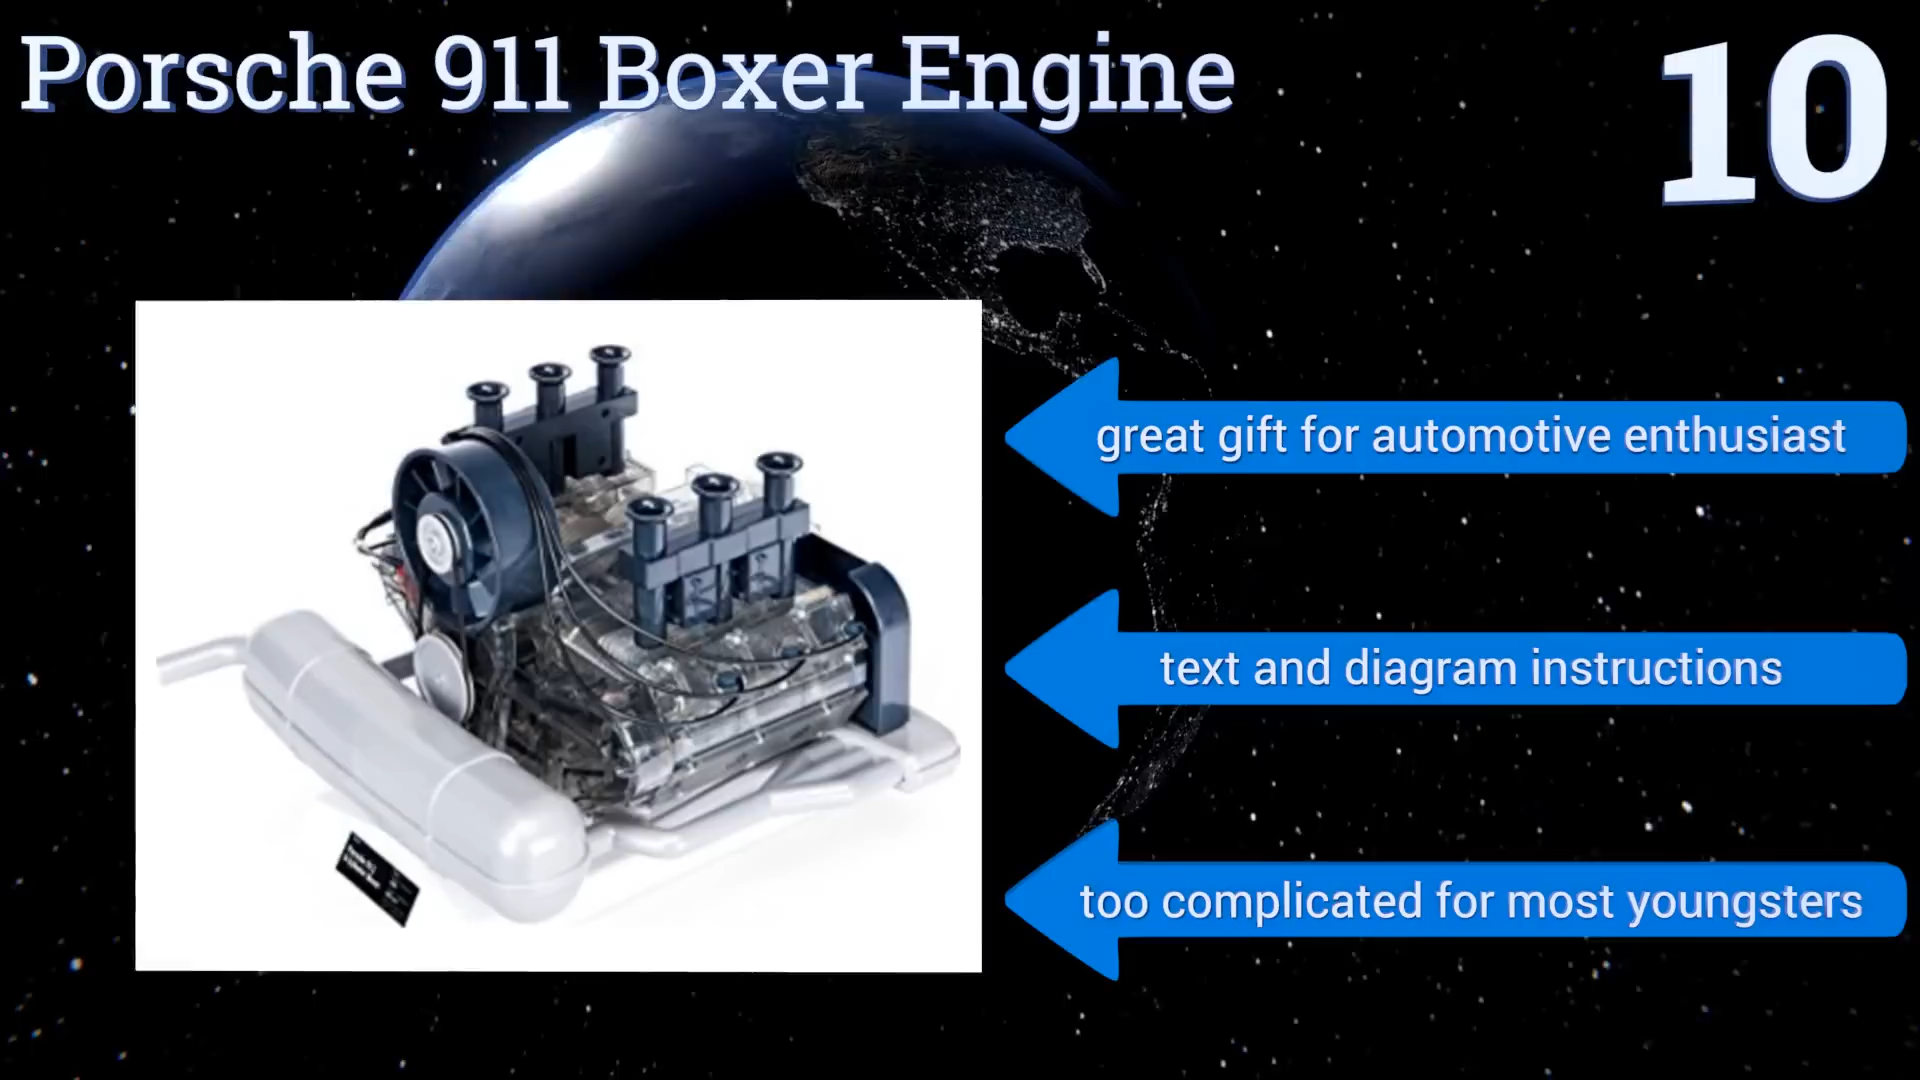 Porsche 911 Boxer Engine
10
great gift for automotive enthusiast
text and diagram instructions
too complicated for most youngsters